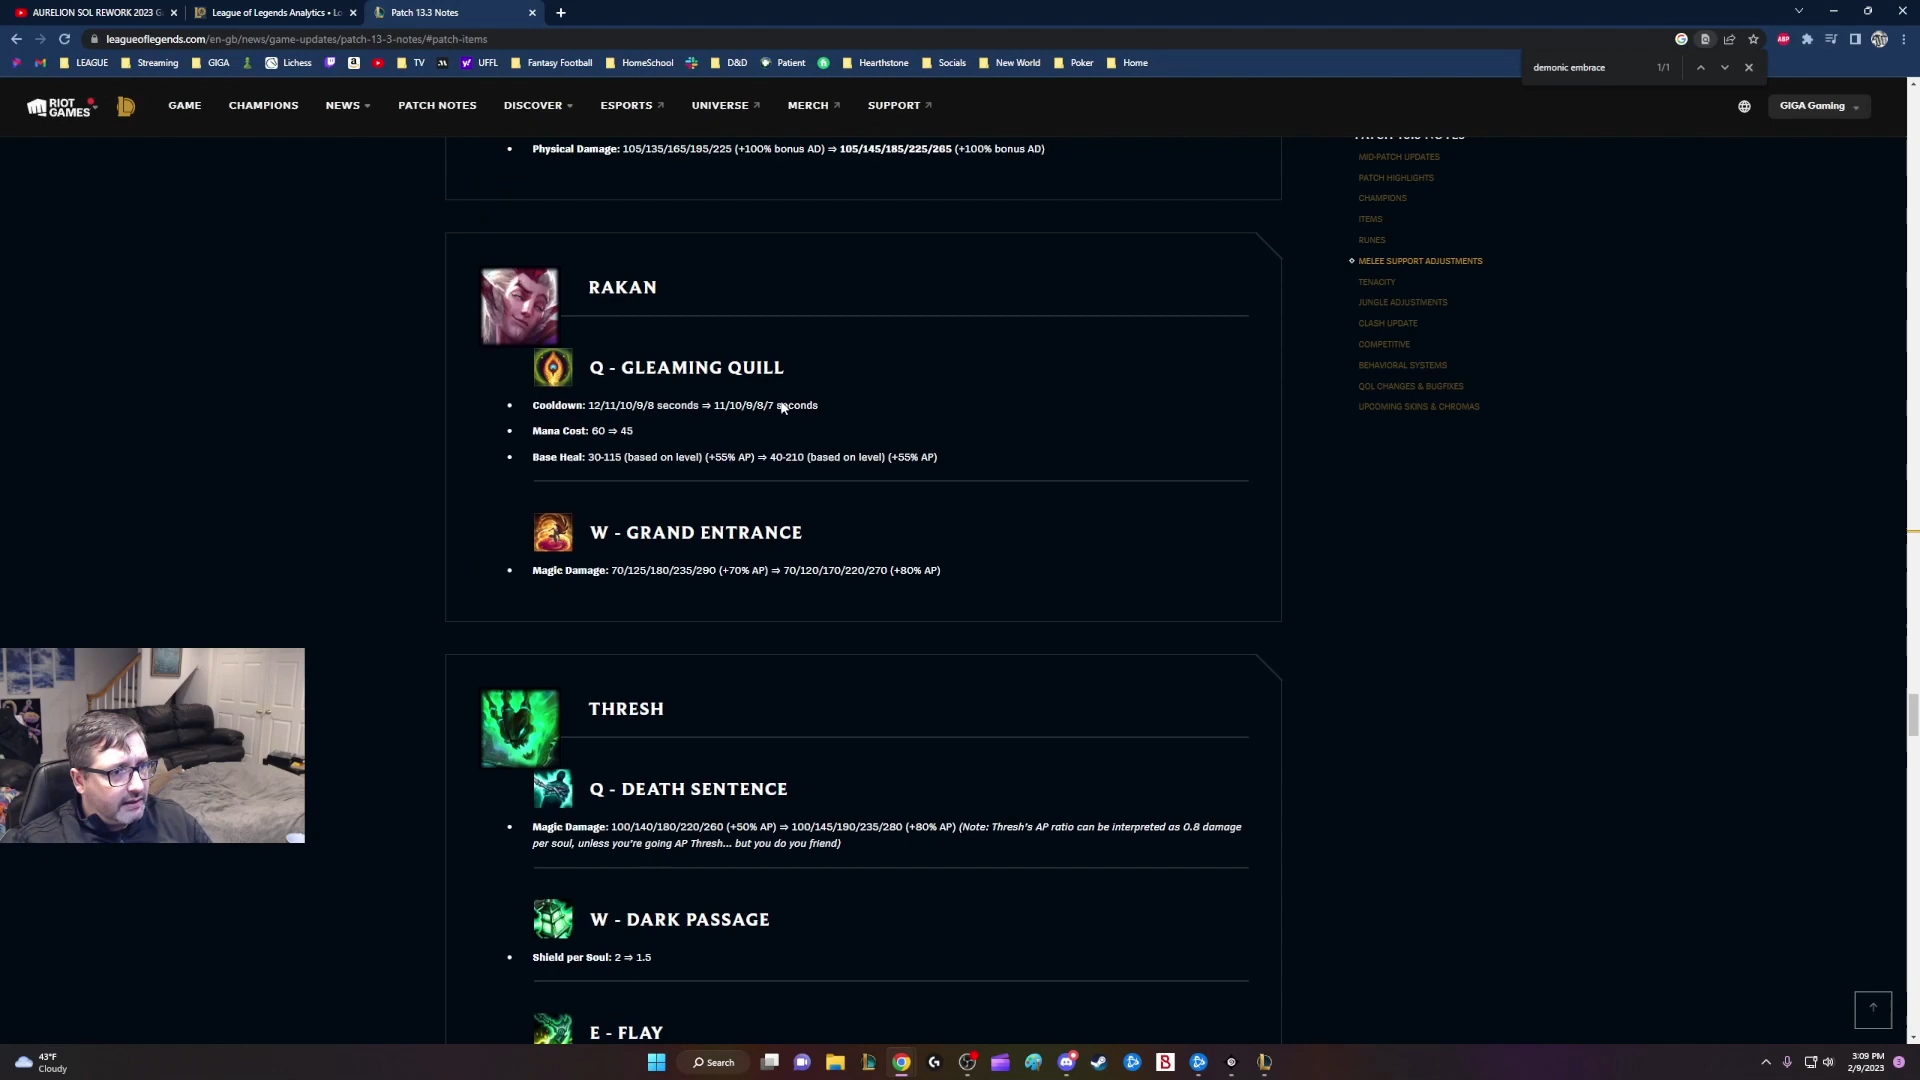 AURELION SOL REWORK 2023 G
League of Legends Analytics • Lo
Patch 13.3 Notes
leagueoflegends.com/en-gb/news/game-updates/patch-13-3-notes/#patch-items
ABP
LEAGUE Streaming GIGA Lichess TV UFFL Fantasy Football HomeSchool D&D Patient Hearthstone Socials New World Poker Home
demonic embrace 1/1
RIOT GAMES GAME CHAMPIONS NEWS PATCH NOTES DISCOVER ESPORTS UNIVERSE MERCH SUPPORT GIGA Gaming
Physical Damage: 105/135/165/195/225 (+100% bonus AD) ⇒ 105/145/185/225/265 (+100% bonus AD)
RAKAN
Q - GLEAMING QUILL
Cooldown: 12/11/10/9/8 seconds ⇒ 11/10/9/8/7 seconds
Mana Cost: 60 ⇒ 45
Base Heal: 30-115 (based on level) (+55% AP) ⇒ 40-210 (based on level) (+55% AP)
W - GRAND ENTRANCE
Magic Damage: 70/125/180/235/290 (+70% AP) ⇒ 70/120/170/220/270 (+80% AP)
THRESH
Q - DEATH SENTENCE
Magic Damage: 100/140/180/220/260 (+50% AP) ⇒ 100/145/190/235/280 (+80% AP) (Note: Thresh's AP ratio can be interpreted as 0.8 damage
per soul, unless you're going AP Thresh... but you do you friend)
W - DARK PASSAGE
Shield per Soul: 2 ⇒ 1.5
E - FLAY
MID-PATCH UPDATES
PATCH HIGHLIGHTS
CHAMPIONS
ITEMS
RUNES
MELEE SUPPORT ADJUSTMENTS
TENACITY
JUNGLE ADJUSTMENTS
CLASH UPDATE
COMPETITIVE
BEHAVIORAL SYSTEMS
QOL CHANGES & BUGFIXES
UPCOMING SKINS & CHROMAS
43°F
Cloudy
Search
3:09 PM
2/9/2023
3